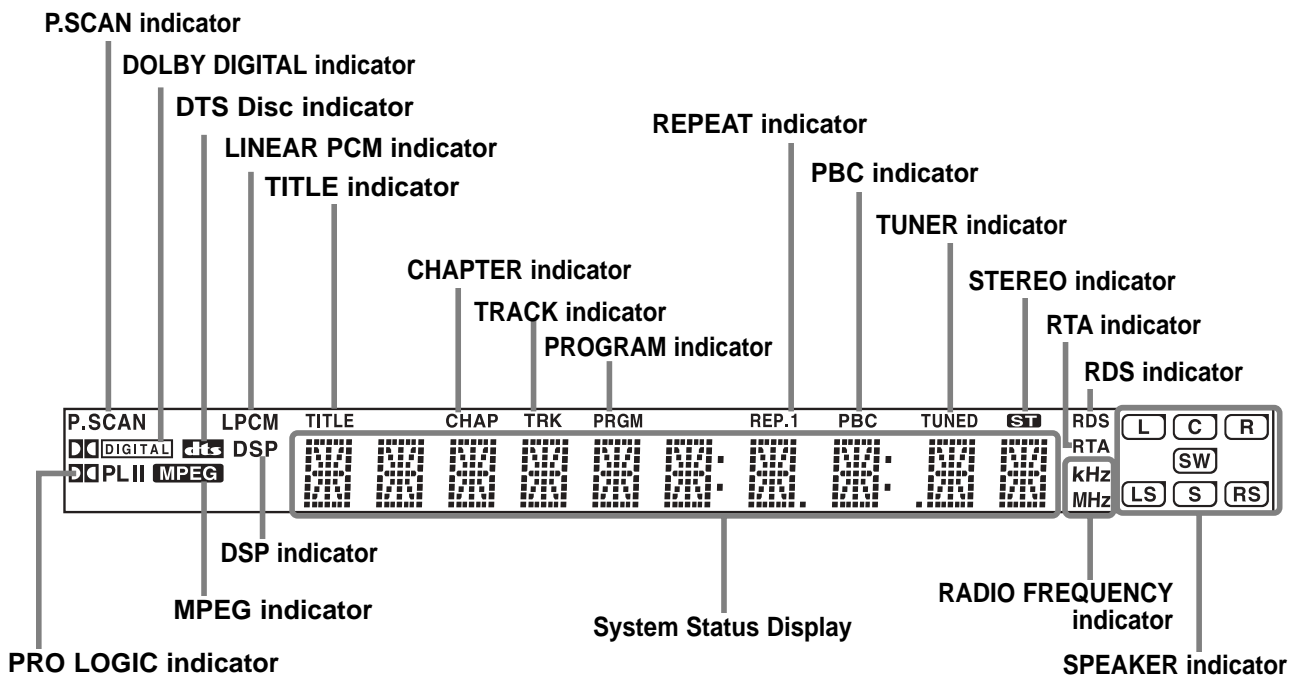 P.SCAN indicator
DOLBY DIGITAL indicator
DTS Disc indicator
LINEAR PCM indicator
TITLE indicator
CHAPTER indicator
TRACK indicator
PROGRAM indicator
REPEAT indicator
PBC indicator
TUNER indicator
STEREO indicator
RTA indicator
RDS indicator
P.SCAN LPCM TITLE CHAP TRK PRGM REP.1 PBC TUNED ST RDS
DIGITAL dts DSP RTA
PL II MPEG kHz
MHz
L C R
SW
LS S RS
DSP indicator
MPEG indicator
PRO LOGIC indicator
System Status Display
RADIO FREQUENCY
indicator
SPEAKER indicator